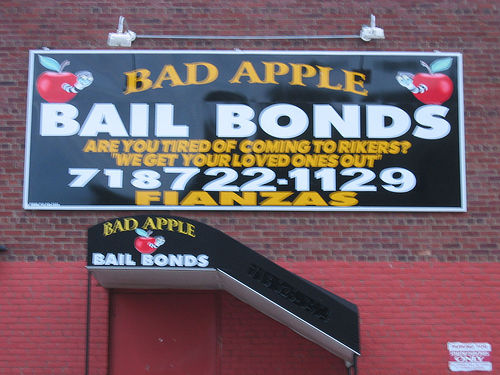 BAD APPLE
BAIL BONDS
ARE YOU TIRED OF COMING TO RIKERS?
"WE GET YOUR LOVED ONES OUT"
718722-1129
FIANZAS
BAD APPLE
BAIL BONDS
ONLY